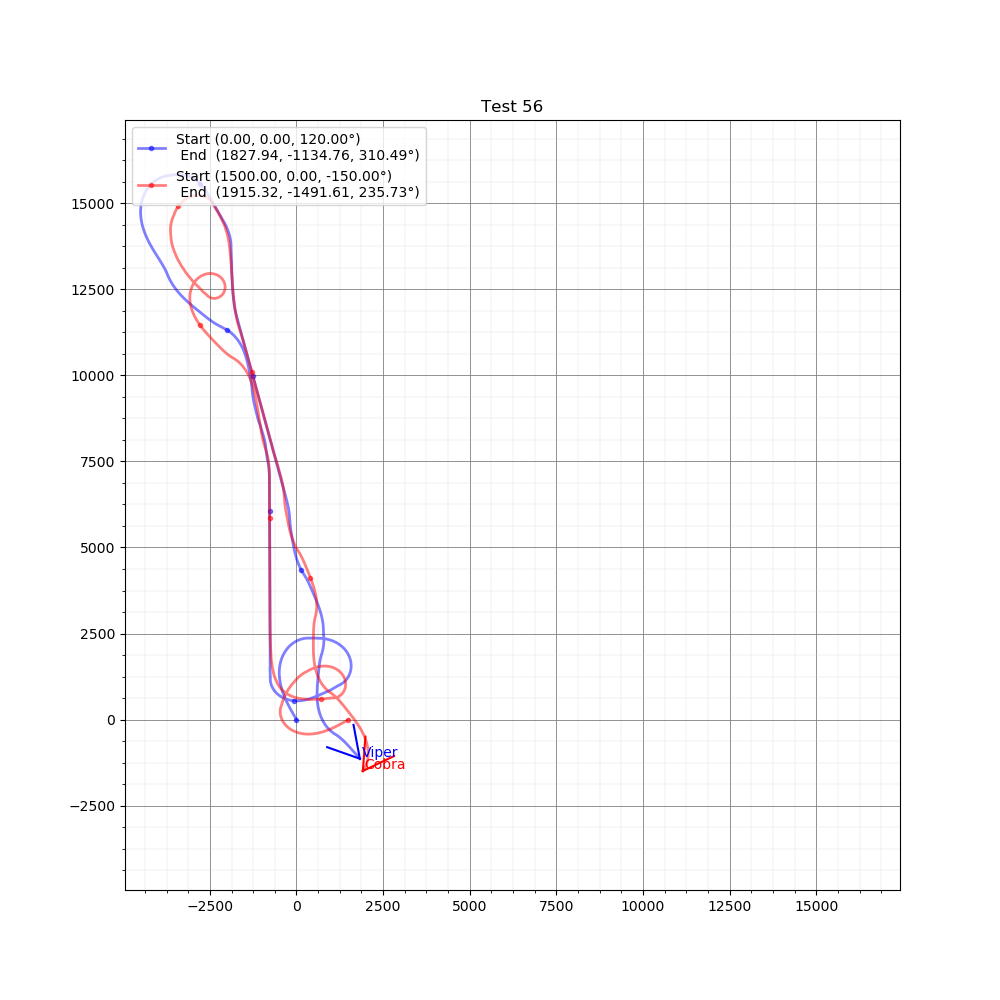 Test 56
Start (0.00, 0.00, 120.00°)
End (1827.94, -1134.76, 310.49°)
Start (1500.00, 0.00, -150.00°)
End (1915.32, -1491.61, 235.73°)
15000
12500
10000
7500
5000
2500
0
−2500
Viper
Cobra
−2500 0 2500 5000 7500 10000 12500 15000